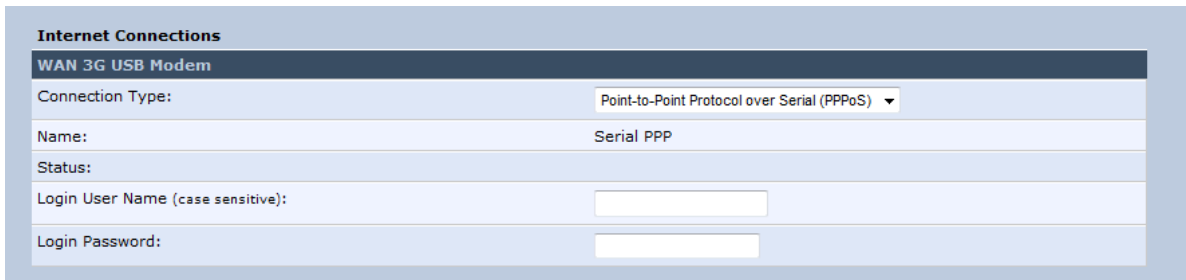 Internet Connections
WAN 3G USB Modem
Connection Type: Point-to-Point Protocol over Serial (PPPoS)
Name: Serial PPP
Status:
Login User Name (case sensitive):
Login Password: